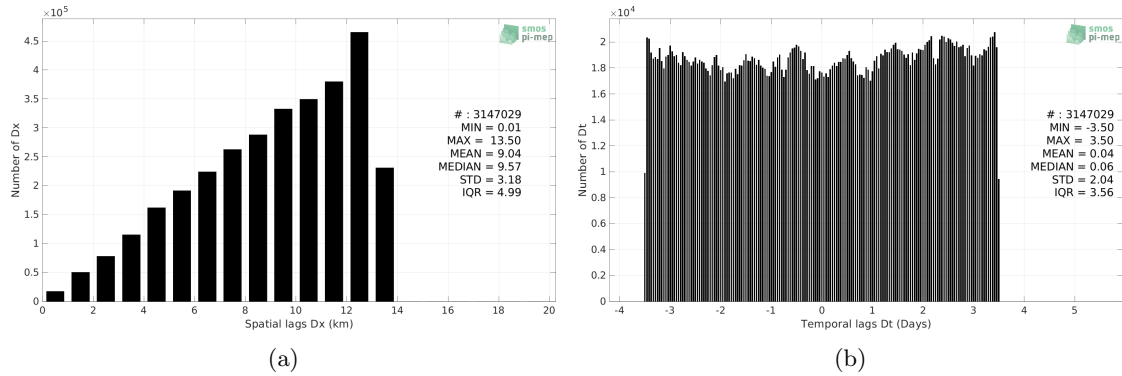 ×10⁵
4.5
4
3.5
3
2.5
2
1.5
1
0.5
0
0 2 4 6 8 10 12 14 16 18 20
Number of Dx
Spatial lags Dx (km)
smos
pi-mep
# : 3147029
MIN = 0.01
MAX = 13.50
MEAN = 9.04
MEDIAN = 9.57
STD = 3.18
IQR = 4.99
(a)
×10⁴
2
1.8
1.6
1.4
1.2
1
0.8
0.6
0.4
0.2
0
-4 -3 -2 -1 0 1 2 3 4 5
Number of Dt
Temporal lags Dt (Days)
smos
pi-mep
# : 3147029
MIN = -3.50
MAX = 3.50
MEAN = 0.04
MEDIAN = 0.06
STD = 2.04
IQR = 3.56
(b)